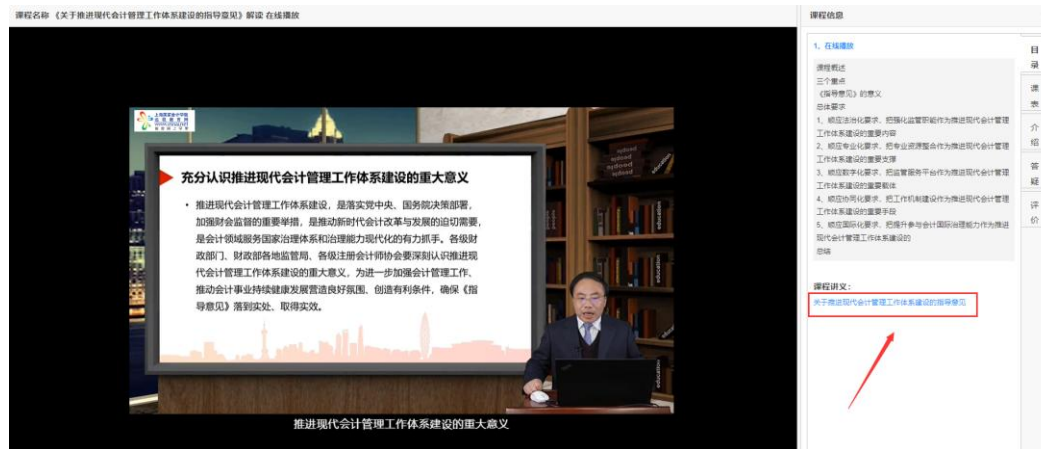 课程名称 《关于推进现代会计管理工作体系建设的指导意见》解读 在线播放
上海国家会计学院
远程教育网
充分认识推进现代会计管理工作体系建设的重大意义
• 推进现代会计管理工作体系建设，是落实党中央、国务院决策部署，
加强财会监督的重要举措，是推动新时代会计改革与发展的迫切需要，
是会计领域服务国家治理体系和治理能力现代化的有力抓手。各级财
政部门、财政部各地监管局、各级注册会计师协会要深刻认识推进现
代会计管理工作体系建设的重大意义，为进一步加强会计管理工作、
推动会计事业持续健康发展营造良好氛围、创造有利条件，确保《指
导意见》落到实处、取得实效。
推进现代会计管理工作体系建设的重大意义
课程信息
1、在线播放
课程概述
三个重点
《指导意见》的意义
总体要求
1、顺应法治化要求，把强化监管职能作为推进现代会计管理
工作体系建设的重要内容
2、顺应专业化要求，把专业资源整合作为推进现代会计管理
工作体系建设的重要支撑
3、顺应数字化要求，把监管服务平台作为推进现代会计管理
工作体系建设的重要载体
4、顺应协同化要求，把工作机制建设作为推进现代会计管理
工作体系建设的重要手段
5、顺应国际化要求，把提升参与会计国际治理能力作为推进
现代会计管理工作体系建设的
总结
课程讲义：
关于推进现代会计管理工作体系建设的指导意见
目录
课表
介绍
答疑
评价